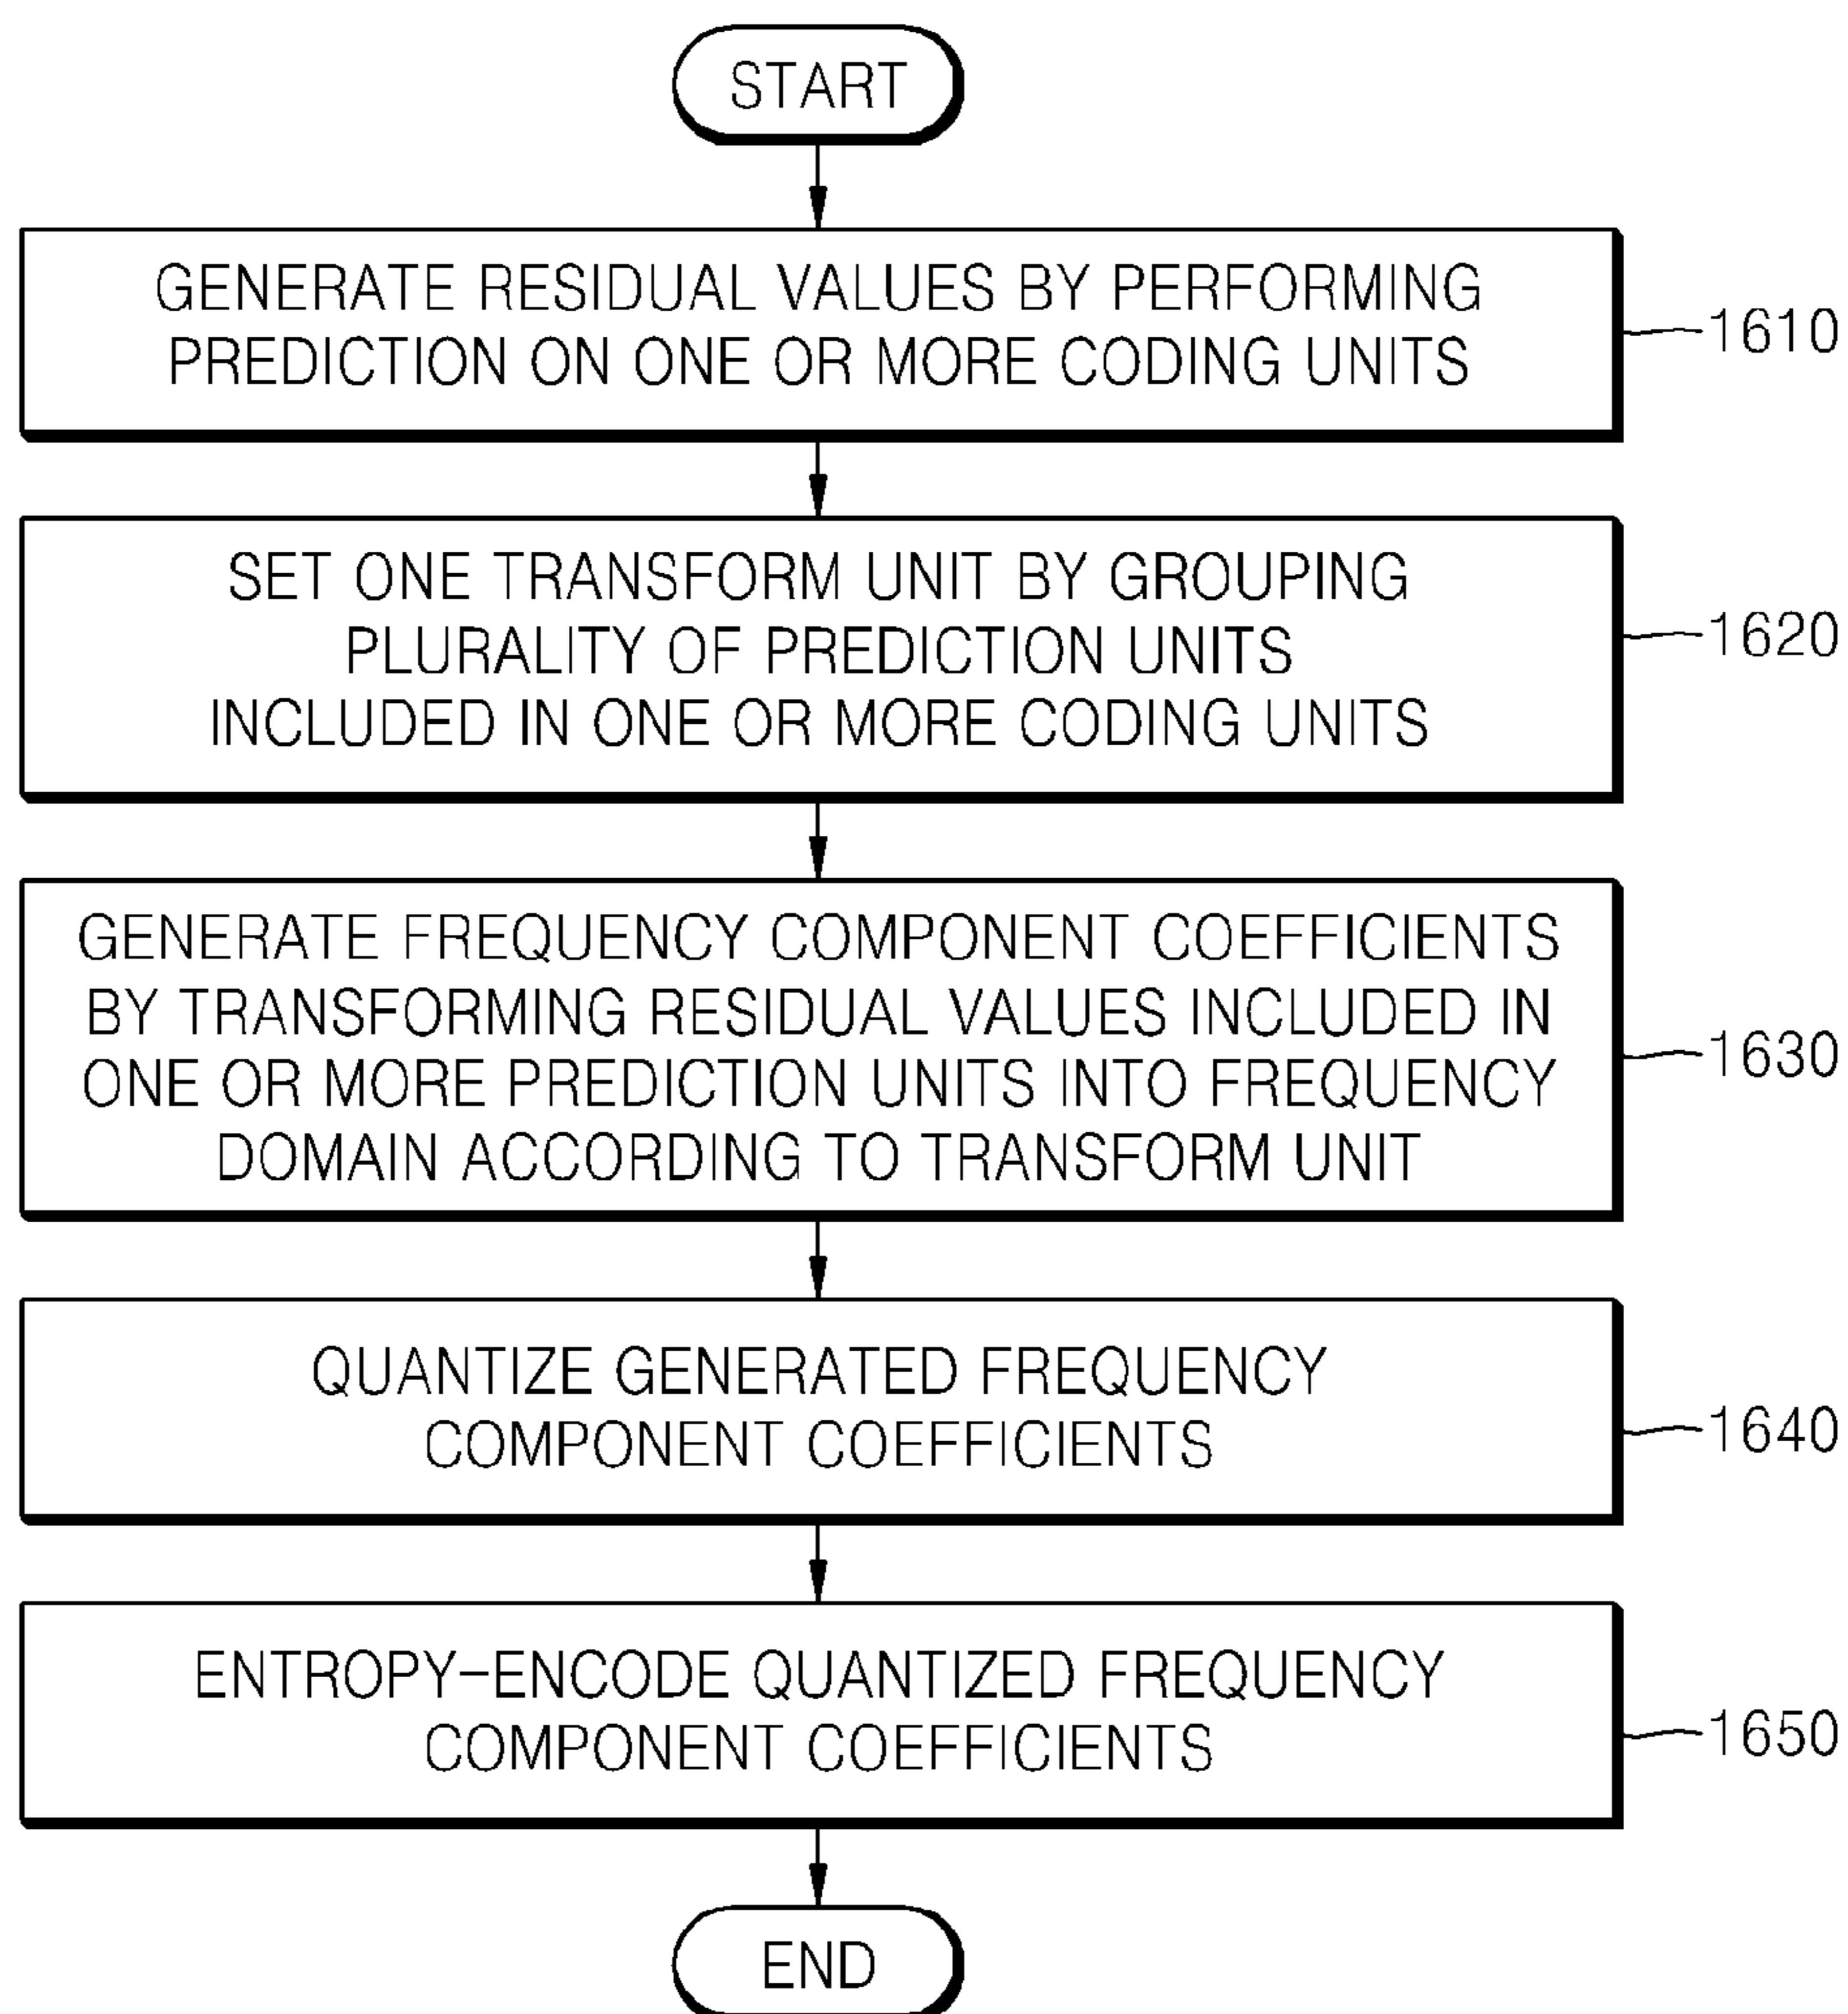 START
GENERATE RESIDUAL VALUES BY PERFORMING
PREDICTION ON ONE OR MORE CODING UNITS
1610
SET ONE TRANSFORM UNIT BY GROUPING
PLURALITY OF PREDICTION UNITS
INCLUDED IN ONE OR MORE CODING UNITS
1620
GENERATE FREQUENCY COMPONENT COEFFICIENTS
BY TRANSFORMING RESIDUAL VALUES INCLUDED IN
ONE OR MORE PREDICTION UNITS INTO FREQUENCY
DOMAIN ACCORDING TO TRANSFORM UNIT
1630
QUANTIZE GENERATED FREQUENCY
COMPONENT COEFFICIENTS
1640
ENTROPY-ENCODE QUANTIZED FREQUENCY
COMPONENT COEFFICIENTS
1650
END